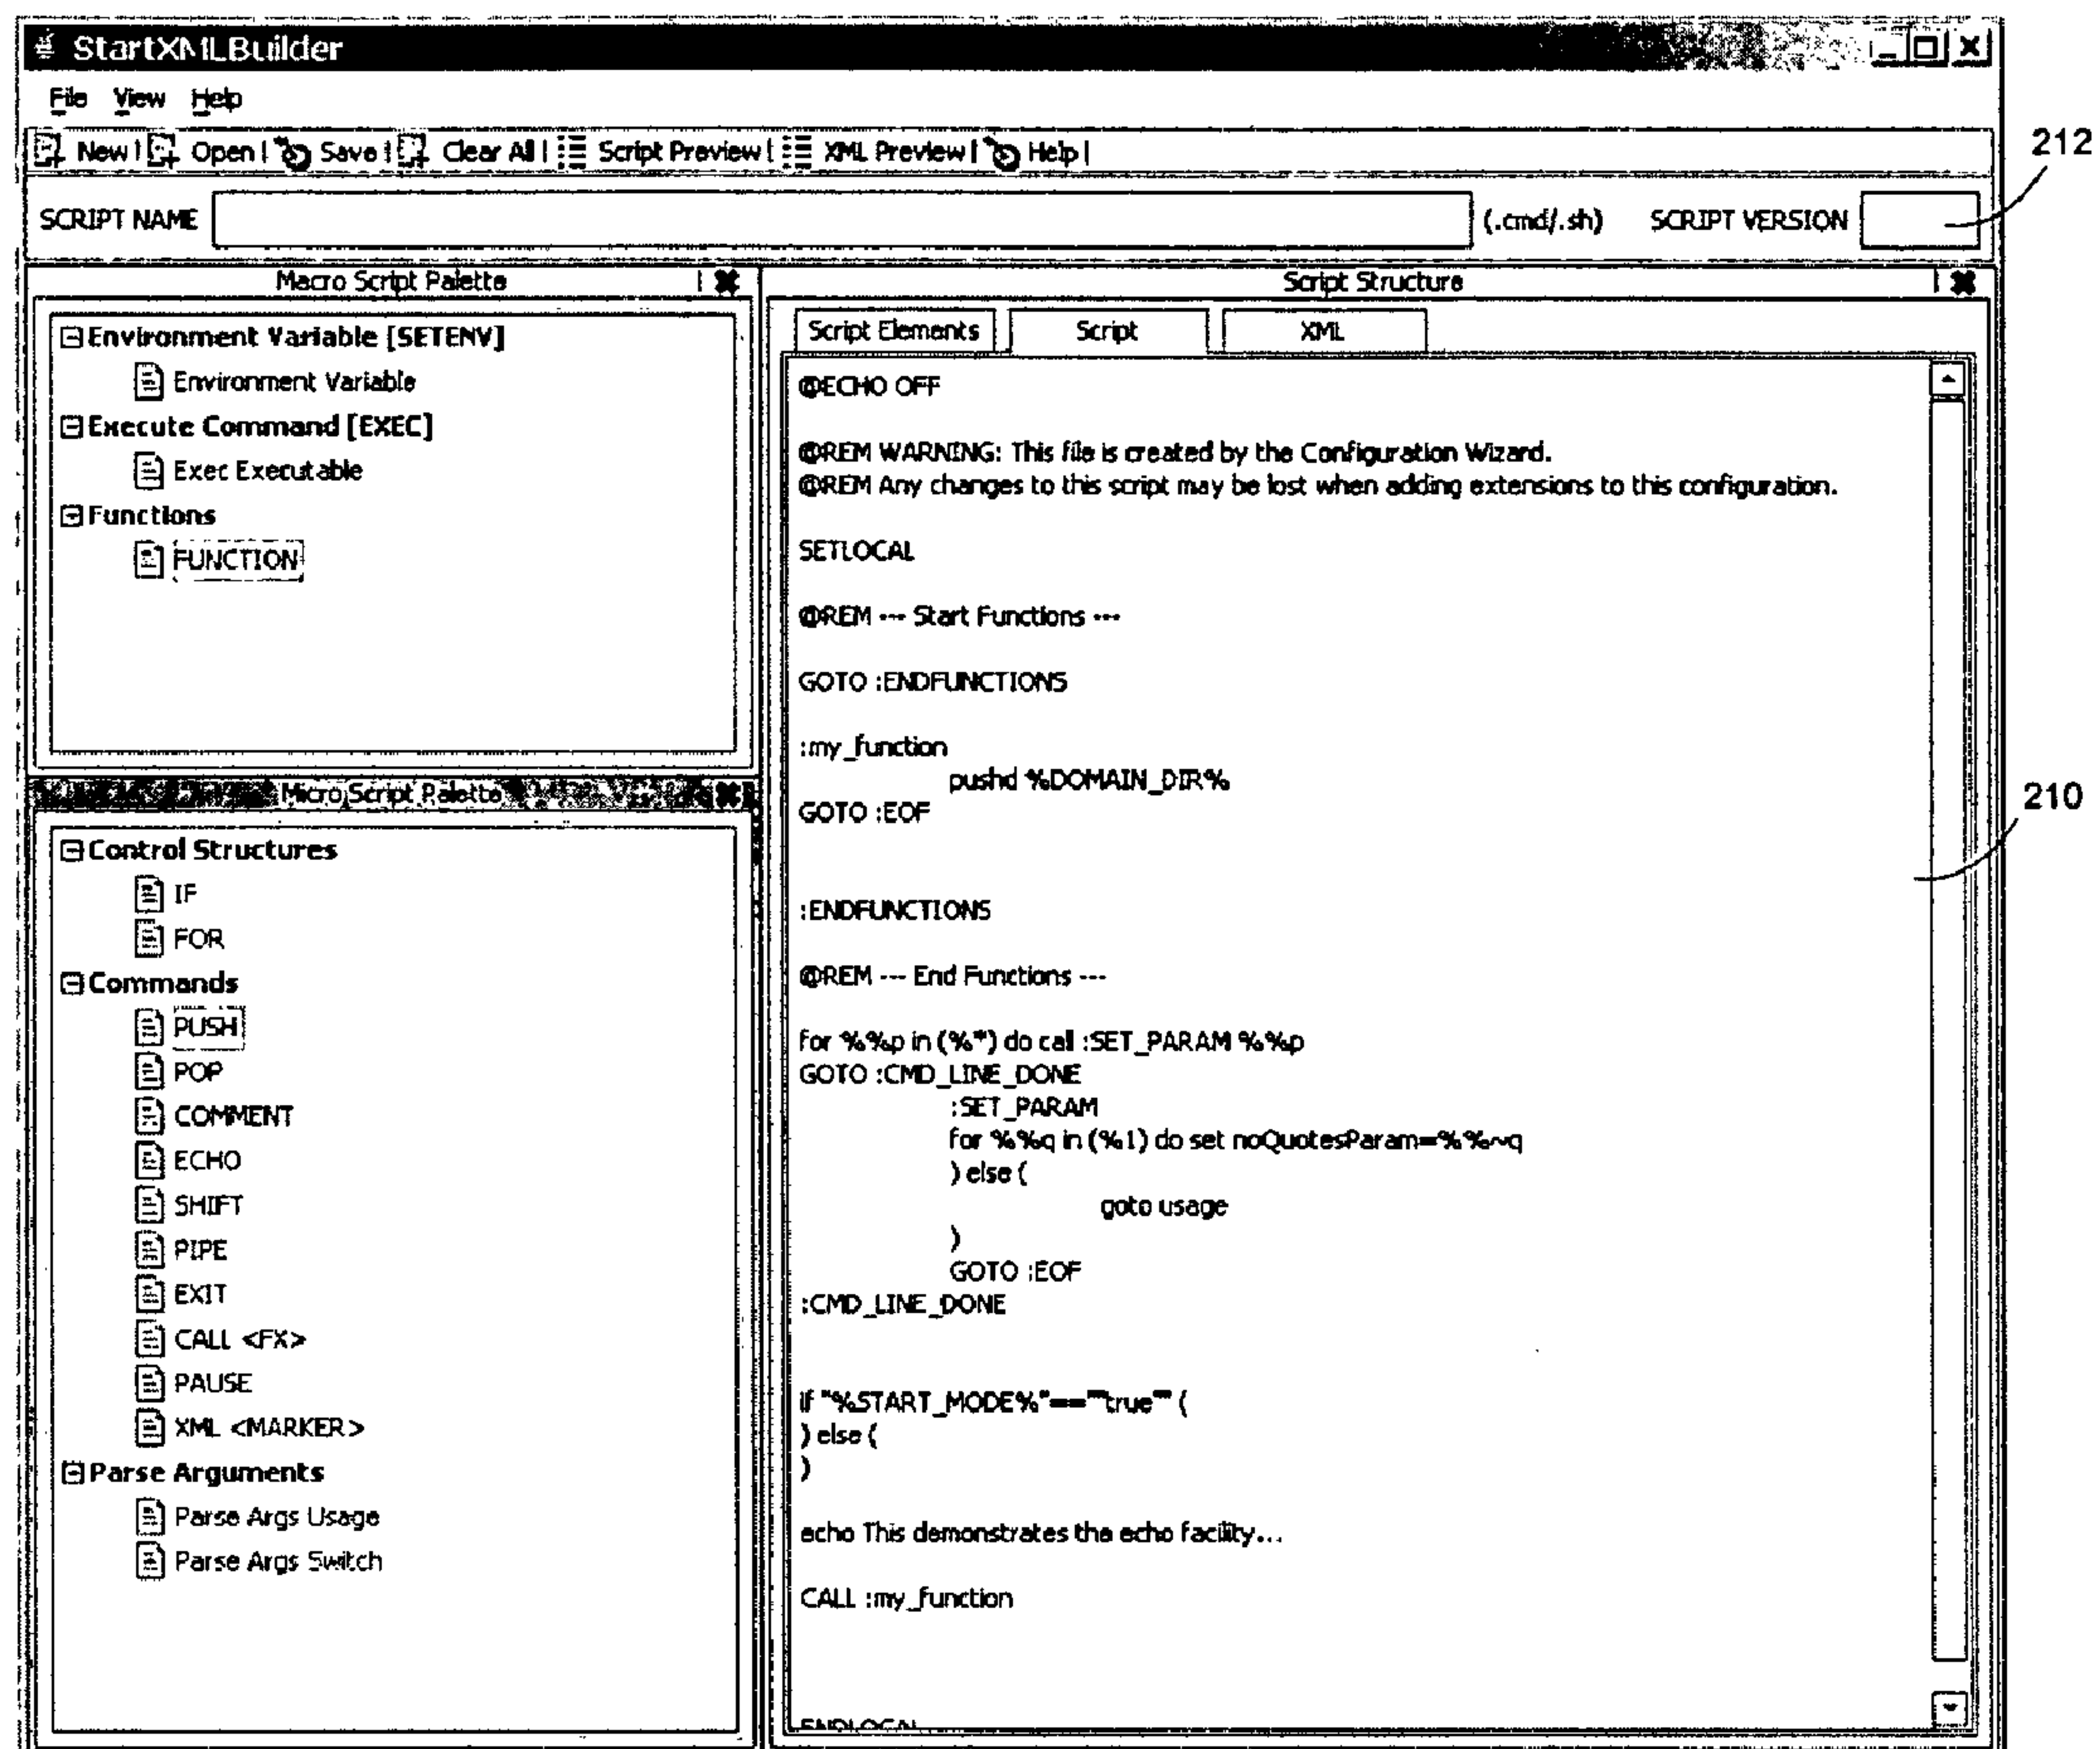 StartXMLBuilder
File View Help
New | Open | Save | Clear All | Script Preview | XML Preview | Help |
212
SCRIPT NAME (.cmd/.sh) SCRIPT VERSION
Macro Script Palette
Environment Variable [SETENV]
Environment Variable
Execute Command [EXEC]
Exec Executable
Functions
FUNCTION
Micro Script Palette
Control Structures
IF
FOR
Commands
PUSH
POP
COMMENT
ECHO
SHIFT
PIPE
EXIT
CALL <FX>
PAUSE
XML <MARKER>
Parse Arguments
Parse Args Usage
Parse Args Switch
Script Structure
Script Elements Script XML
@ECHO OFF
@REM WARNING: This file is created by the Configuration Wizard.
@REM Any changes to this script may be lost when adding extensions to this configuration.
SETLOCAL
@REM --- Start Functions ---
GOTO :ENDFUNCTIONS
:my_function
pushd %DOMAIN_DIR%
GOTO :EOF
:ENDFUNCTIONS
@REM --- End Functions ---
for %%p in (%*) do call :SET_PARAM %%p
GOTO :CMD_LINE_DONE
:SET_PARAM
for %%q in (%1) do set noQuotesParam=%%~q
) else (
goto usage
)
GOTO :EOF
:CMD_LINE_DONE
if "%START_MODE%"==""true"" (
) else (
)
echo This demonstrates the echo facility...
CALL :my_function
ENDLOCAL
210